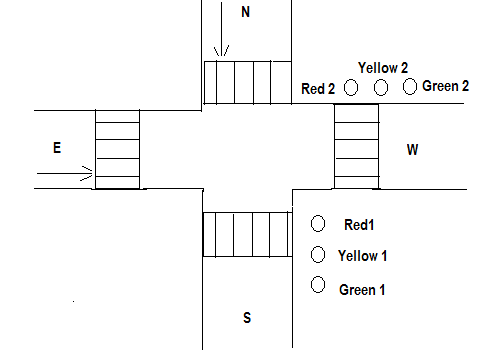 N
Yellow 2
Red 2
Green 2
E
W
Red1
Yellow 1
Green 1
S